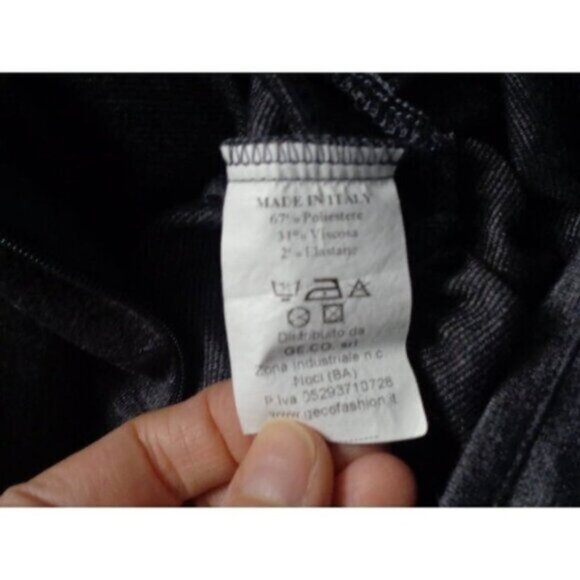 MADE IN ITALY
67% Poliestere
31% Viscosa
2% Elastane
Distribuito da
GE.CO. srl
Zona Industriale n.c.
Noci (BA)
P.Iva 05293710728
www.gecofashion.it